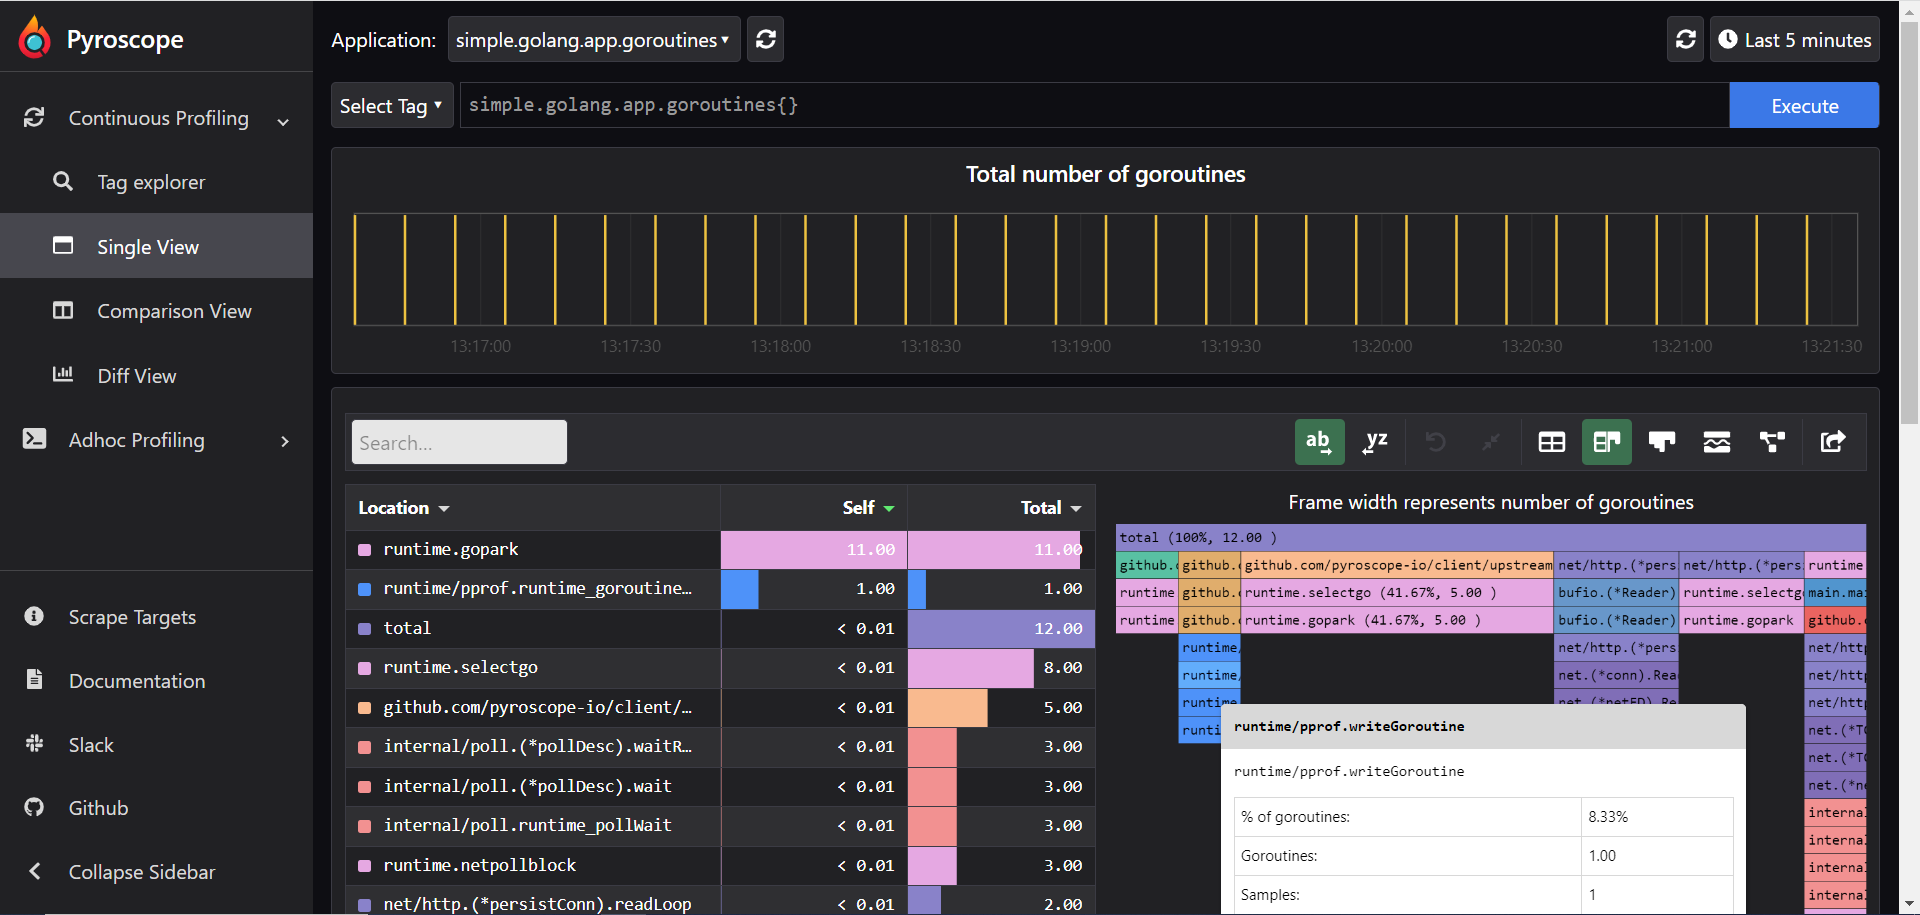 Pyroscope
Application:
simple.golang.app.goroutines
Last 5 minutes
Continuous Profiling
Select Tag
simple.golang.app.goroutines{}
Execute
Tag explorer
Single View
Comparison View
Diff View
Adhoc Profiling
Scrape Targets
Documentation
Slack
Github
Collapse Sidebar
Total number of goroutines
13:17:00 13:17:30 13:18:00 13:18:30 13:19:00 13:19:30 13:20:00 13:20:30 13:21:00 13:21:30
Search...
ab
yz
Location Self Total
runtime.gopark 11.00 11.00
runtime/pprof.runtime_goroutine… 1.00 1.00
total < 0.01 12.00
runtime.selectgo < 0.01 8.00
github.com/pyroscope-io/client/… < 0.01 5.00
internal/poll.(*pollDesc).waitR… < 0.01 3.00
internal/poll.(*pollDesc).wait < 0.01 3.00
internal/poll.runtime_pollWait < 0.01 3.00
runtime.netpollblock < 0.01 3.00
net/http.(*persistConn).readLoop < 0.01 2.00
Frame width represents number of goroutines
total (100%, 12.00 )
github. github. github.com/pyroscope-io/client/upstream net/http.(*pers net/http.(*pers runtime
runtime github. runtime.selectgo (41.67%, 5.00 ) bufio.(*Reader) runtime.selectg main.ma
runtime github. runtime.gopark (41.67%, 5.00 ) bufio.(*Reader) runtime.gopark github.
runtime net/http.(*pers net/htt
runtime net.(*conn).Rea net/htt
runtime net.(*netFD).Re net/htt
runti net.(*T
net.(*T
net.(*n
interna
interna
interna
interna
runtime/pprof.writeGoroutine
runtime/pprof.writeGoroutine
% of goroutines: 8.33%
Goroutines: 1.00
Samples: 1